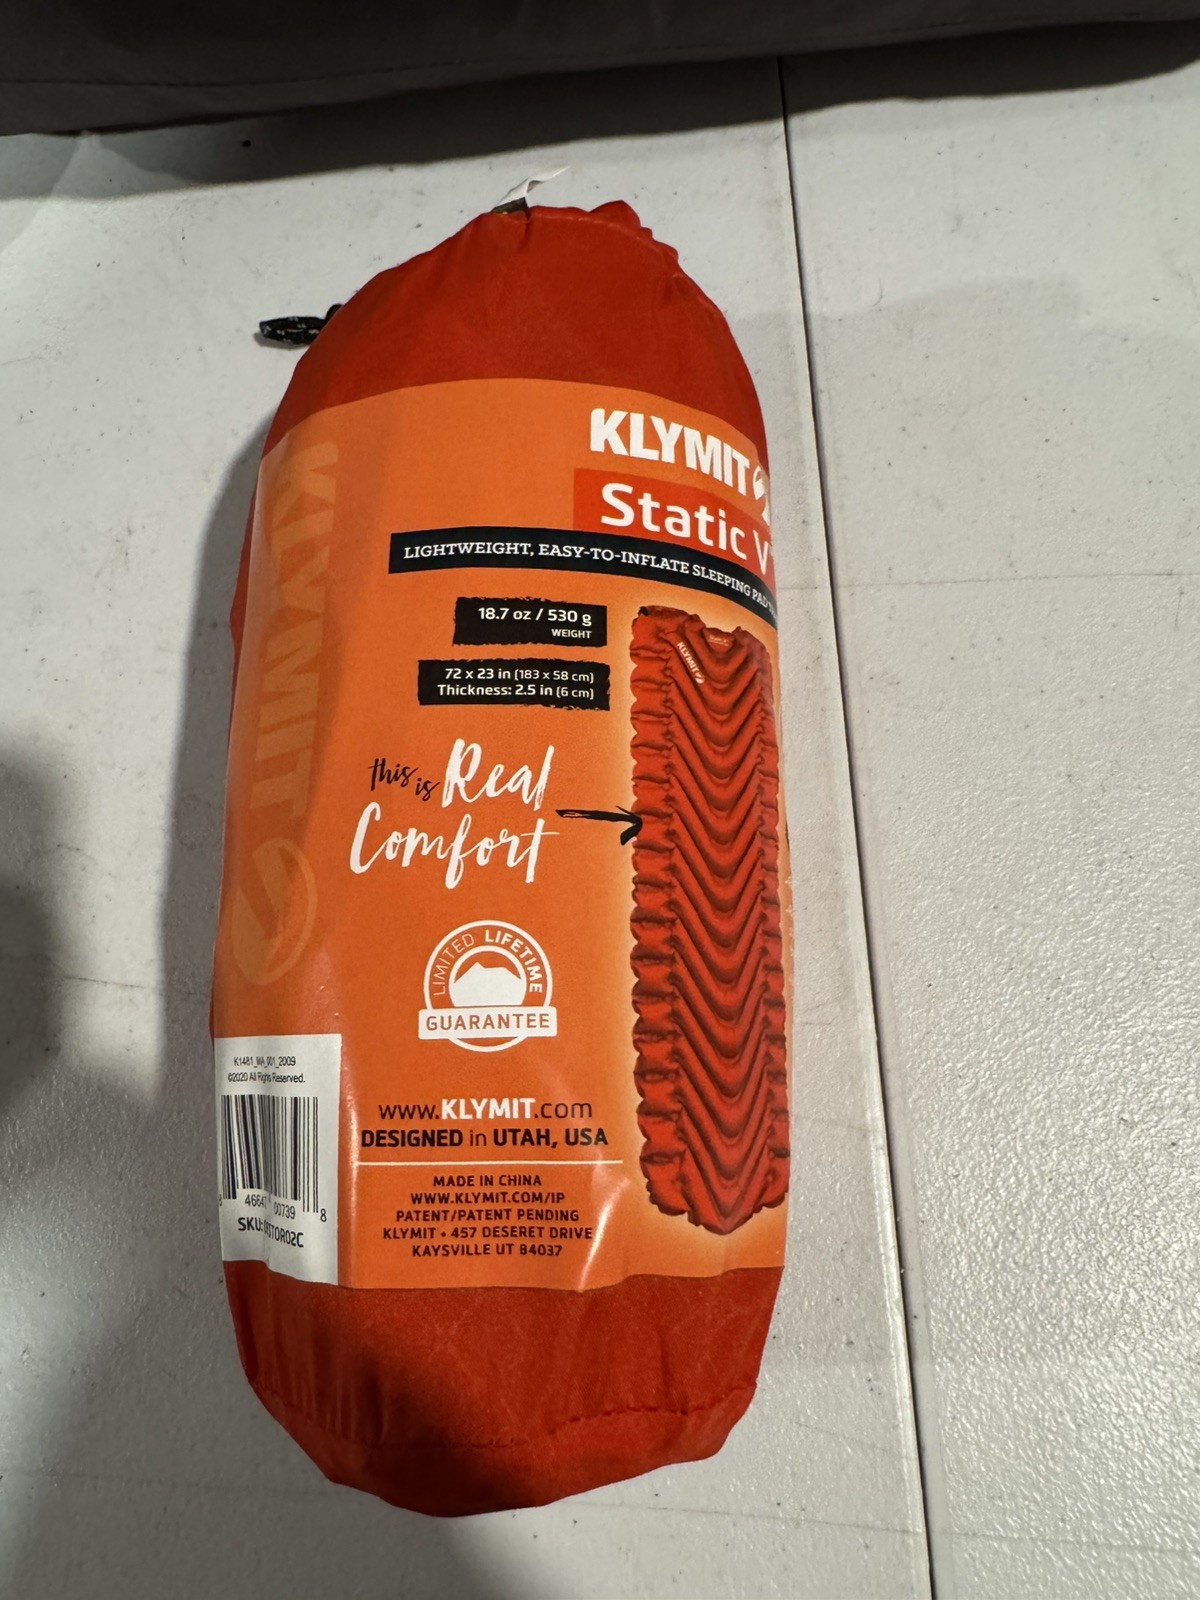 KLYMIT
Static V
LIGHTWEIGHT, EASY-TO-INFLATE SLEEPING PAD
18.7 oz / 530 g
WEIGHT
72 x 23 in (183 x 58 cm)
Thickness: 2.5 in (6 cm)
KLYMIT
this is Real
Comfort
LIMITED LIFETIME
GUARANTEE
KLYMIT
K1481_MA_001_2009
©2020 All Rights Reserved.
00739 8
SKU:
www.KLYMIT.com
DESIGNED in UTAH, USA
MADE IN CHINA
WWW.KLYMIT.COM/IP
PATENT/PATENT PENDING
KLYMIT • 457 DESERET DRIVE
KAYSVILLE UT 84037